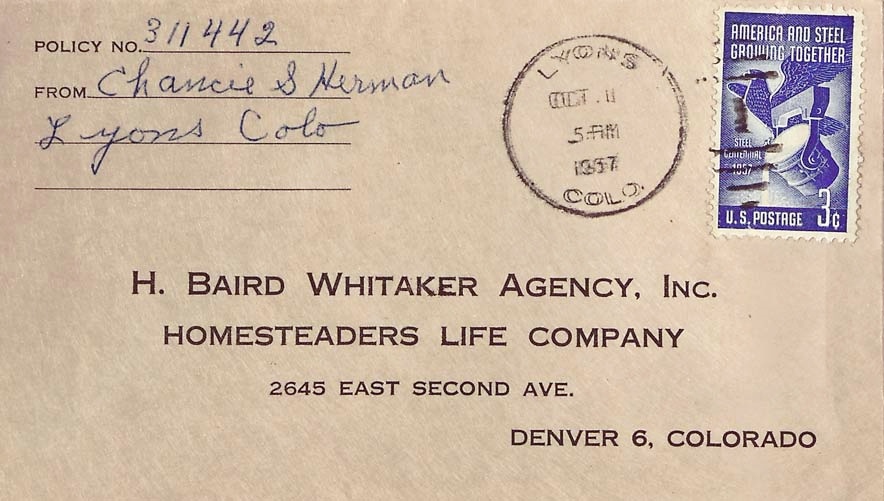 POLICY NO. 311442
FROM Chancie S Herman
Lyons Colo
LYONS
OCT. 11
5 PM
1957
COLO.
AMERICA AND STEEL
GROWING TOGETHER
STEEL
CENTENNIAL
1957
U.S. POSTAGE 3¢
H. BAIRD WHITAKER AGENCY, INC.
HOMESTEADERS LIFE COMPANY
2645 EAST SECOND AVE.
DENVER 6, COLORADO